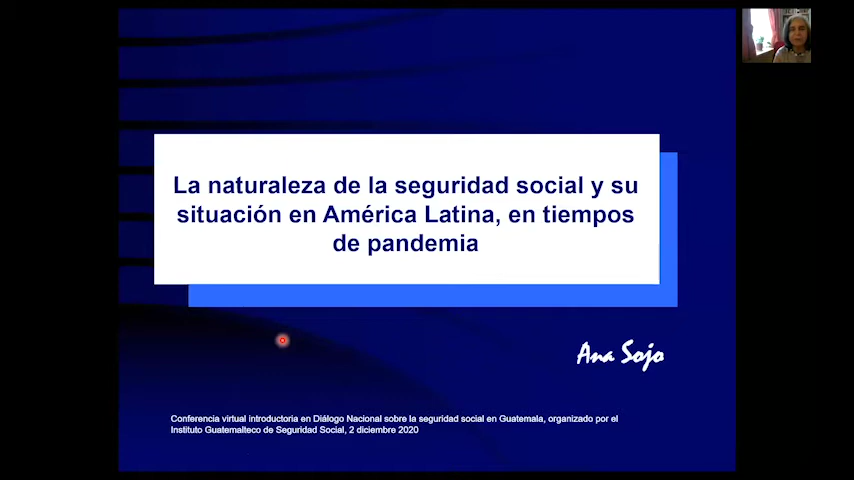 La naturaleza de la seguridad social y su
situación en América Latina, en tiempos
de pandemia
Ana Sojo
Conferencia virtual introductoria en Diálogo Nacional sobre la seguridad social en Guatemala, organizado por el
Instituto Guatemalteco de Seguridad Social, 2 diciembre 2020